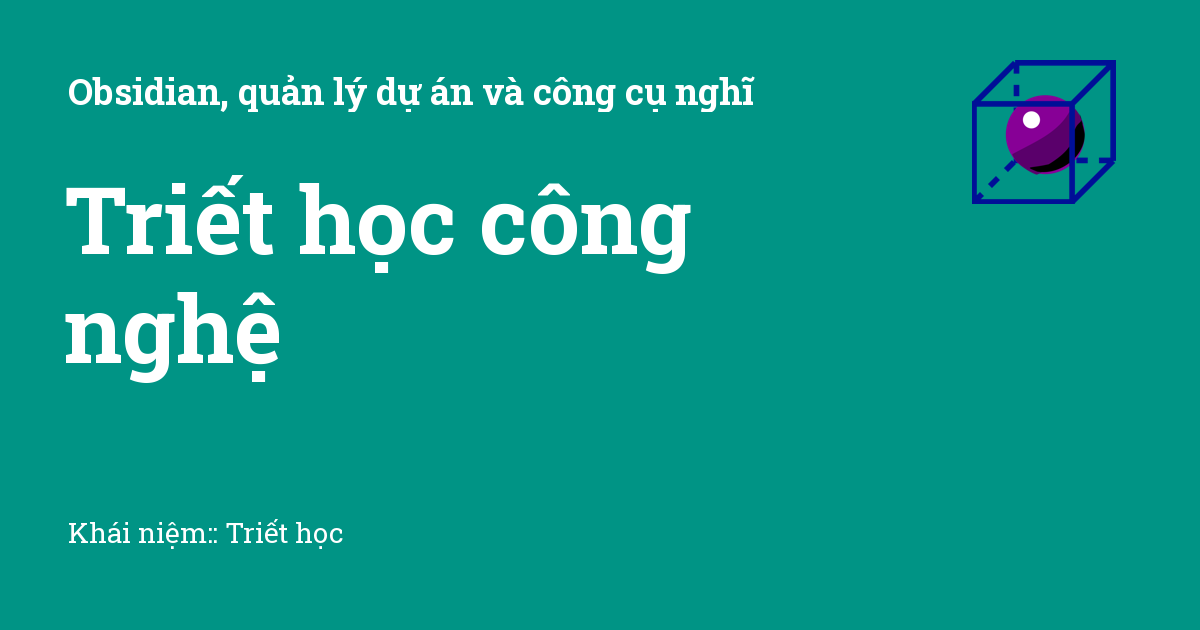 Obsidian, quản lý dự án và công cụ nghĩ
Triết học công
nghệ
Khái niệm:: Triết học